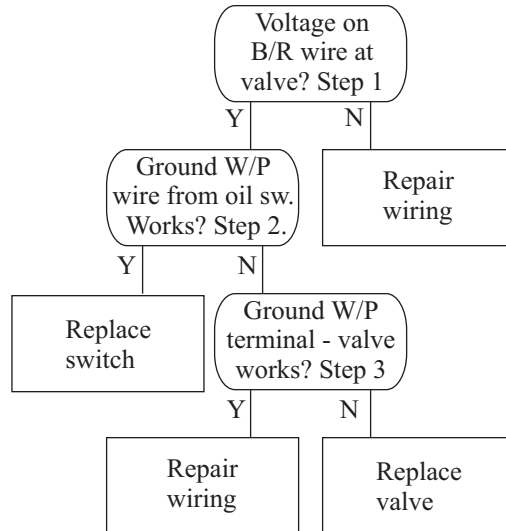 Voltage on
B/R wire at
valve? Step 1
Y
N
Ground W/P
wire from oil sw.
Works? Step 2.
Repair
wiring
Y
N
Replace
switch
Ground W/P
terminal - valve
works? Step 3
Y
N
Repair
wiring
Replace
valve